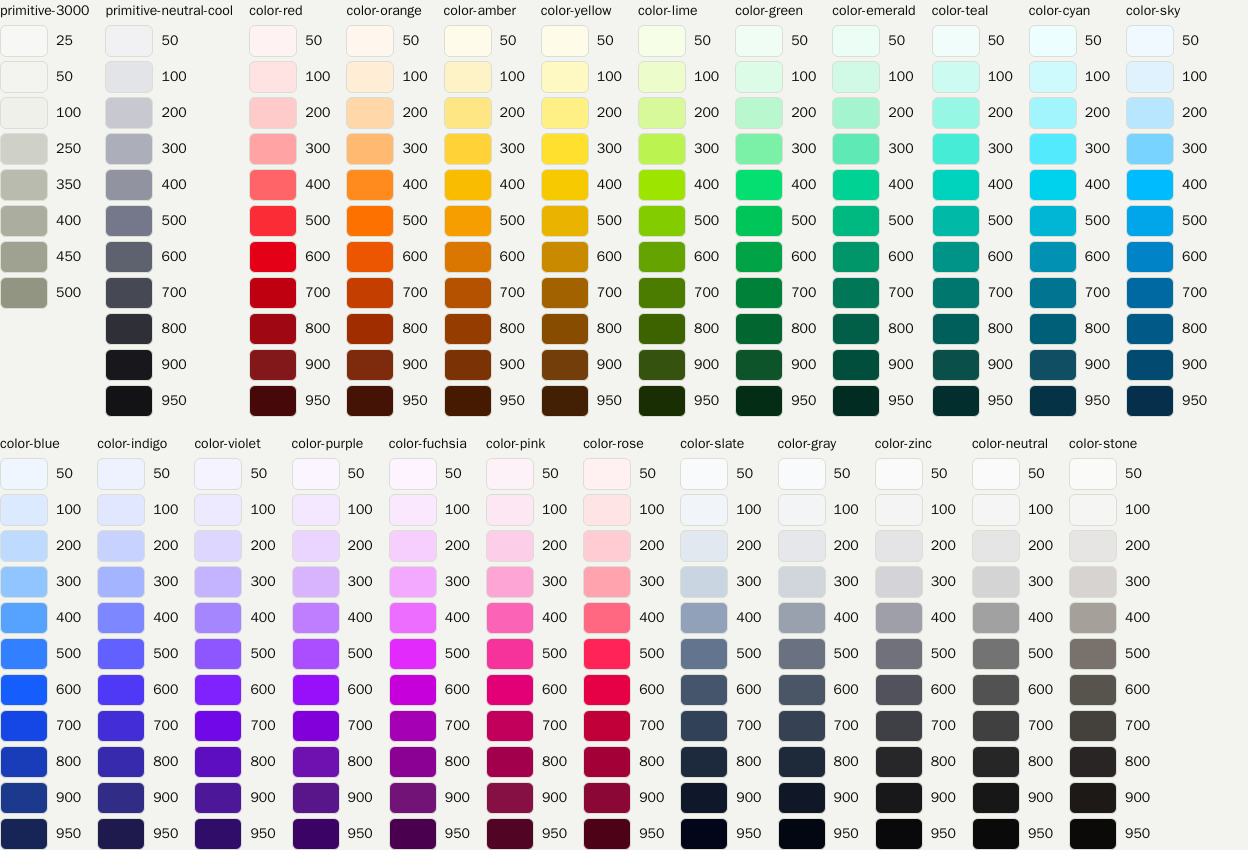 primitive-3000 primitive-neutral-cool color-red color-orange color-amber color-yellow color-lime color-green color-emerald color-teal color-cyan color-sky
25 50 50 50 50 50 50 50 50 50 50 50
50 100 100 100 100 100 100 100 100 100 100 100
100 200 200 200 200 200 200 200 200 200 200 200
250 300 300 300 300 300 300 300 300 300 300 300
350 400 400 400 400 400 400 400 400 400 400 400
400 500 500 500 500 500 500 500 500 500 500 500
450 600 600 600 600 600 600 600 600 600 600 600
500 700 700 700 700 700 700 700 700 700 700 700
800 800 800 800 800 800 800 800 800 800 800
900 900 900 900 900 900 900 900 900 900 900
950 950 950 950 950 950 950 950 950 950 950
color-blue color-indigo color-violet color-purple color-fuchsia color-pink color-rose color-slate color-gray color-zinc color-neutral color-stone
50 50 50 50 50 50 50 50 50 50 50 50
100 100 100 100 100 100 100 100 100 100 100 100
200 200 200 200 200 200 200 200 200 200 200 200
300 300 300 300 300 300 300 300 300 300 300 300
400 400 400 400 400 400 400 400 400 400 400 400
500 500 500 500 500 500 500 500 500 500 500 500
600 600 600 600 600 600 600 600 600 600 600 600
700 700 700 700 700 700 700 700 700 700 700 700
800 800 800 800 800 800 800 800 800 800 800 800
900 900 900 900 900 900 900 900 900 900 900 900
950 950 950 950 950 950 950 950 950 950 950 950